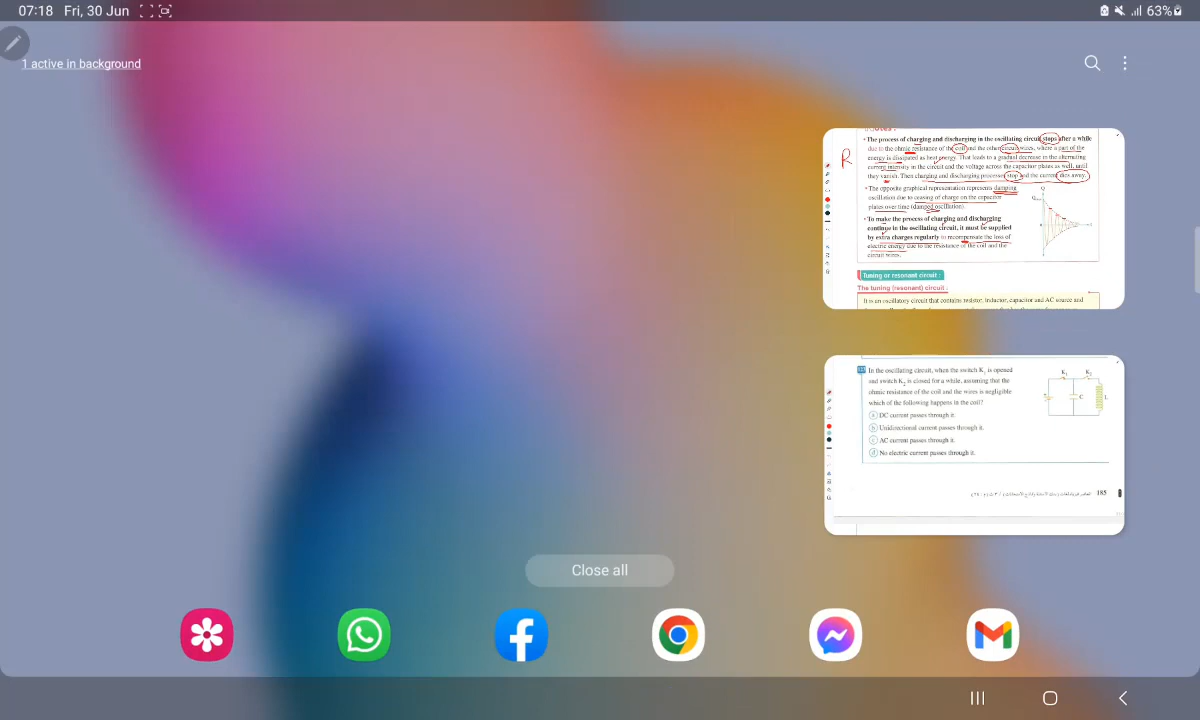 07:18 Fri, 30 Jun
63%
1 active in background
Notes :
R
• The process of charging and discharging in the oscillating circuit stops after a while
due to the ohmic resistance of the coil and the other circuit wires, where a part of the
energy is dissipated as heat energy. That leads to a gradual decrease in the alternating
current intensity in the circuit and the voltage across the capacitor plates as well, until
they vanish. Then charging and discharging processes stop and the current dies away.
• The opposite graphical representation represents damping
oscillation due to ceasing of charge on the capacitor
plates over time (damped oscillation).
Q
• To make the process of charging and discharging
continue in the oscillating circuit, it must be supplied
by extra charges regularly to recompensate the loss of
electric energy due to the resistance of the coil and the
circuit wires.
Tuning or resonant circuit :
The tuning (resonant) circuit :
It is an oscillatory circuit that contains resistor, inductor, capacitor and AC source and
In the oscillating circuit, when the switch K₁ is opened
and switch K₂ is closed for a while, assuming that the
ohmic resistance of the coil and the wires is negligible
which of the following happens in the coil?
K₁ K₂
C L
a DC current passes through it.
b Unidirectional current passes through it.
c AC current passes through it.
d No electric current passes through it.
185
Close all